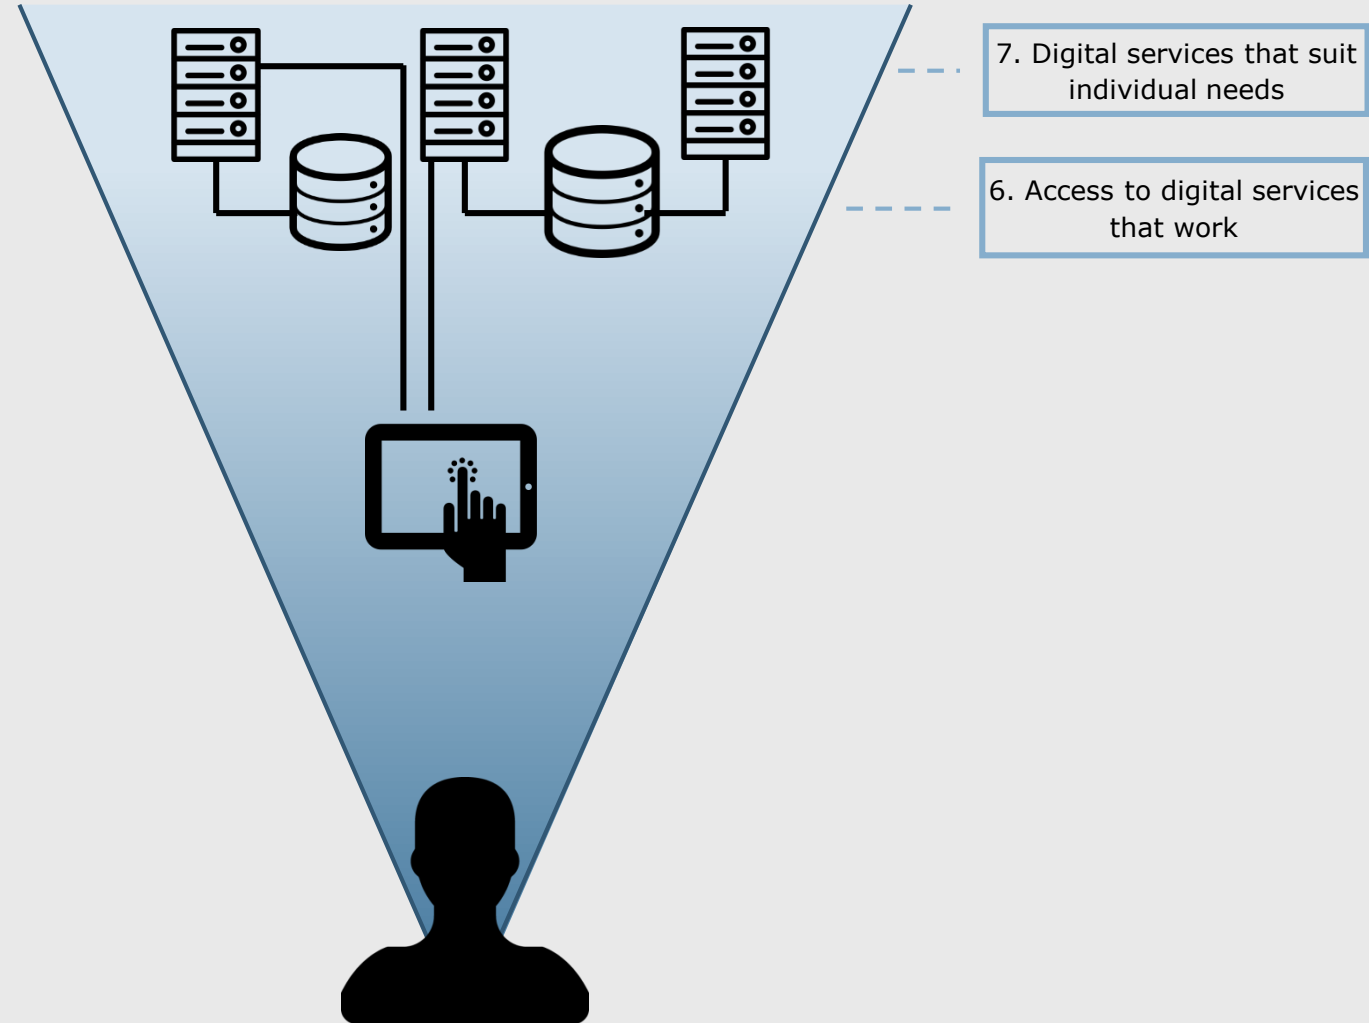 7. Digital services that suit
individual needs
6. Access to digital services
that work